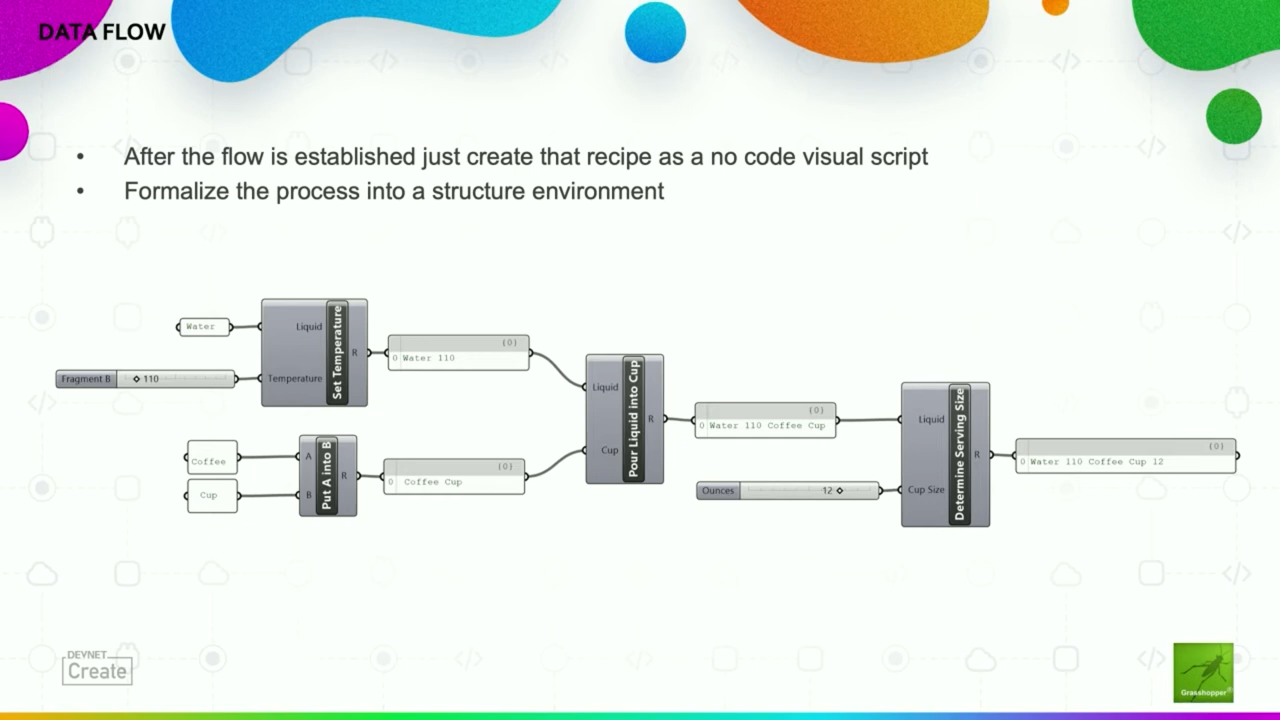 DATA FLOW
• After the flow is established just create that recipe as a no code visual script
• Formalize the process into a structure environment
Water
Fragment B
110
Liquid
Temperature
Set Temperature
R
{0}
0 Water 110
Coffee
Cup
A
B
Put A into B
R
{0}
0 Coffee Cup
Liquid
Cup
Pour Liquid into Cup
R
{0}
0 Water 110 Coffee Cup
Ounces
12
Liquid
Cup Size
Determine Serving Size
R
{0}
0 Water 110 Coffee Cup 12
DEVNET
Create
Grasshopper®